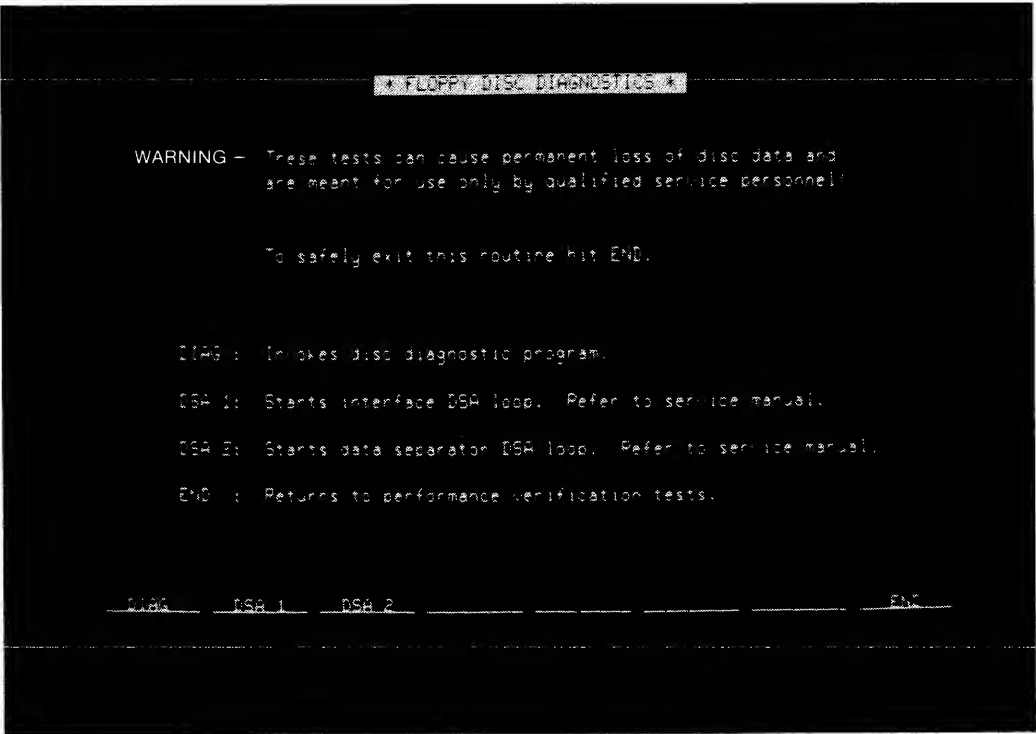 * FLOPPY DISC DIAGNOSTICS *
WARNING – These tests can cause permanent loss of disc data and
are meant for use only by qualified service personnel!
To safely exit this routine hit END.
DIAG : Invokes disc diagnostic program.
DSA 1: Starts interface DSA loop. Refer to service manual.
DSA 2: Starts data separator DSA loop. Refer to service manual.
END : Returns to performance verification tests.
DIAG DSA 1 DSA 2 END